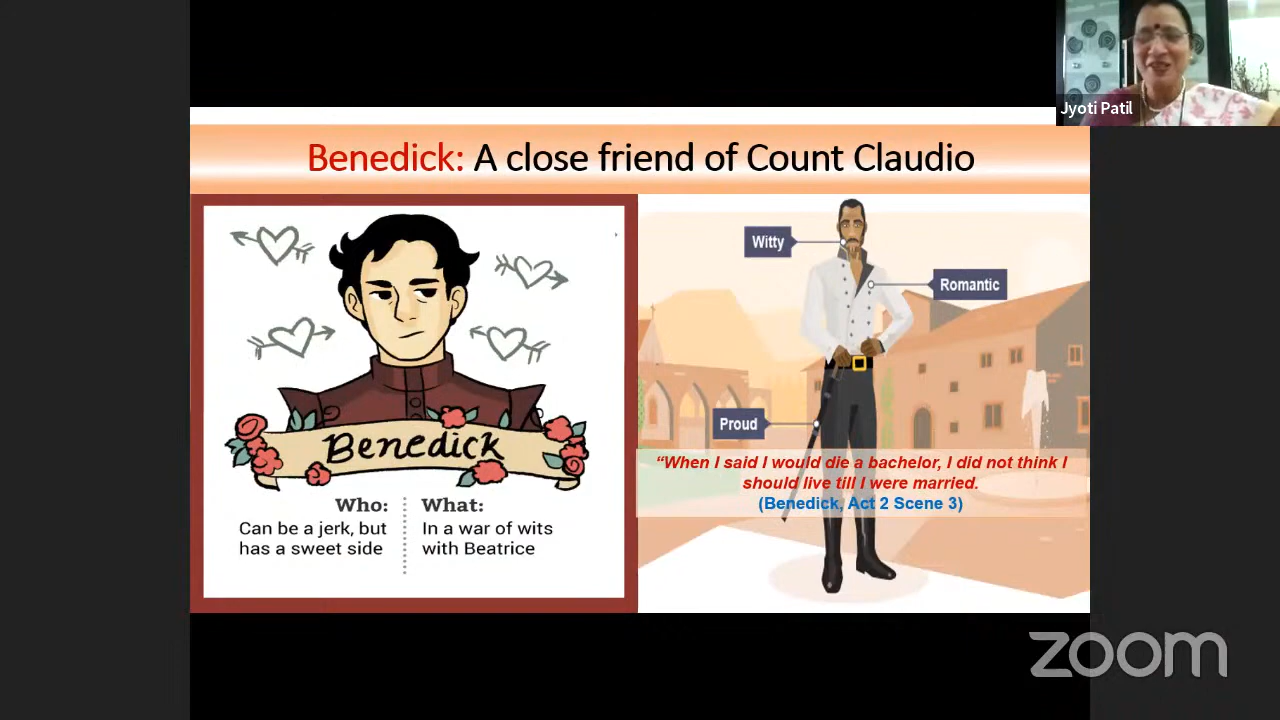 Jyoti Patil
Benedick: A close friend of Count Claudio
Benedick
Who:
Can be a jerk, but
has a sweet side
What:
In a war of wits
with Beatrice
Witty
Romantic
Proud
“When I said I would die a bachelor, I did not think I
should live till I were married.
(Benedick, Act 2 Scene 3)
zoom